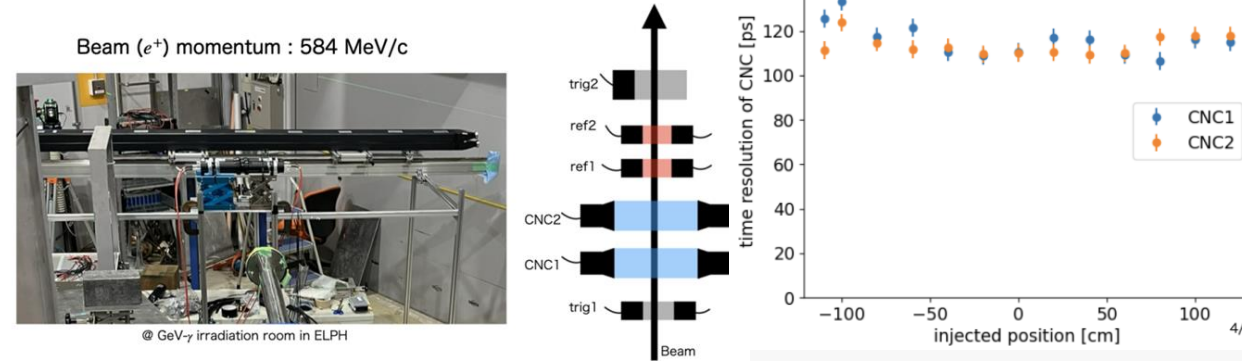 Beam (e⁺) momentum : 584 MeV/c
@ GeV-γ irradiation room in ELPH
trig2
ref2
ref1
CNC2
CNC1
trig1
Beam
time resolution of CNC [ps]
120
100
80
60
40
20
0
CNC1
CNC2
−100
−50
0
50
100
injected position [cm]
4/